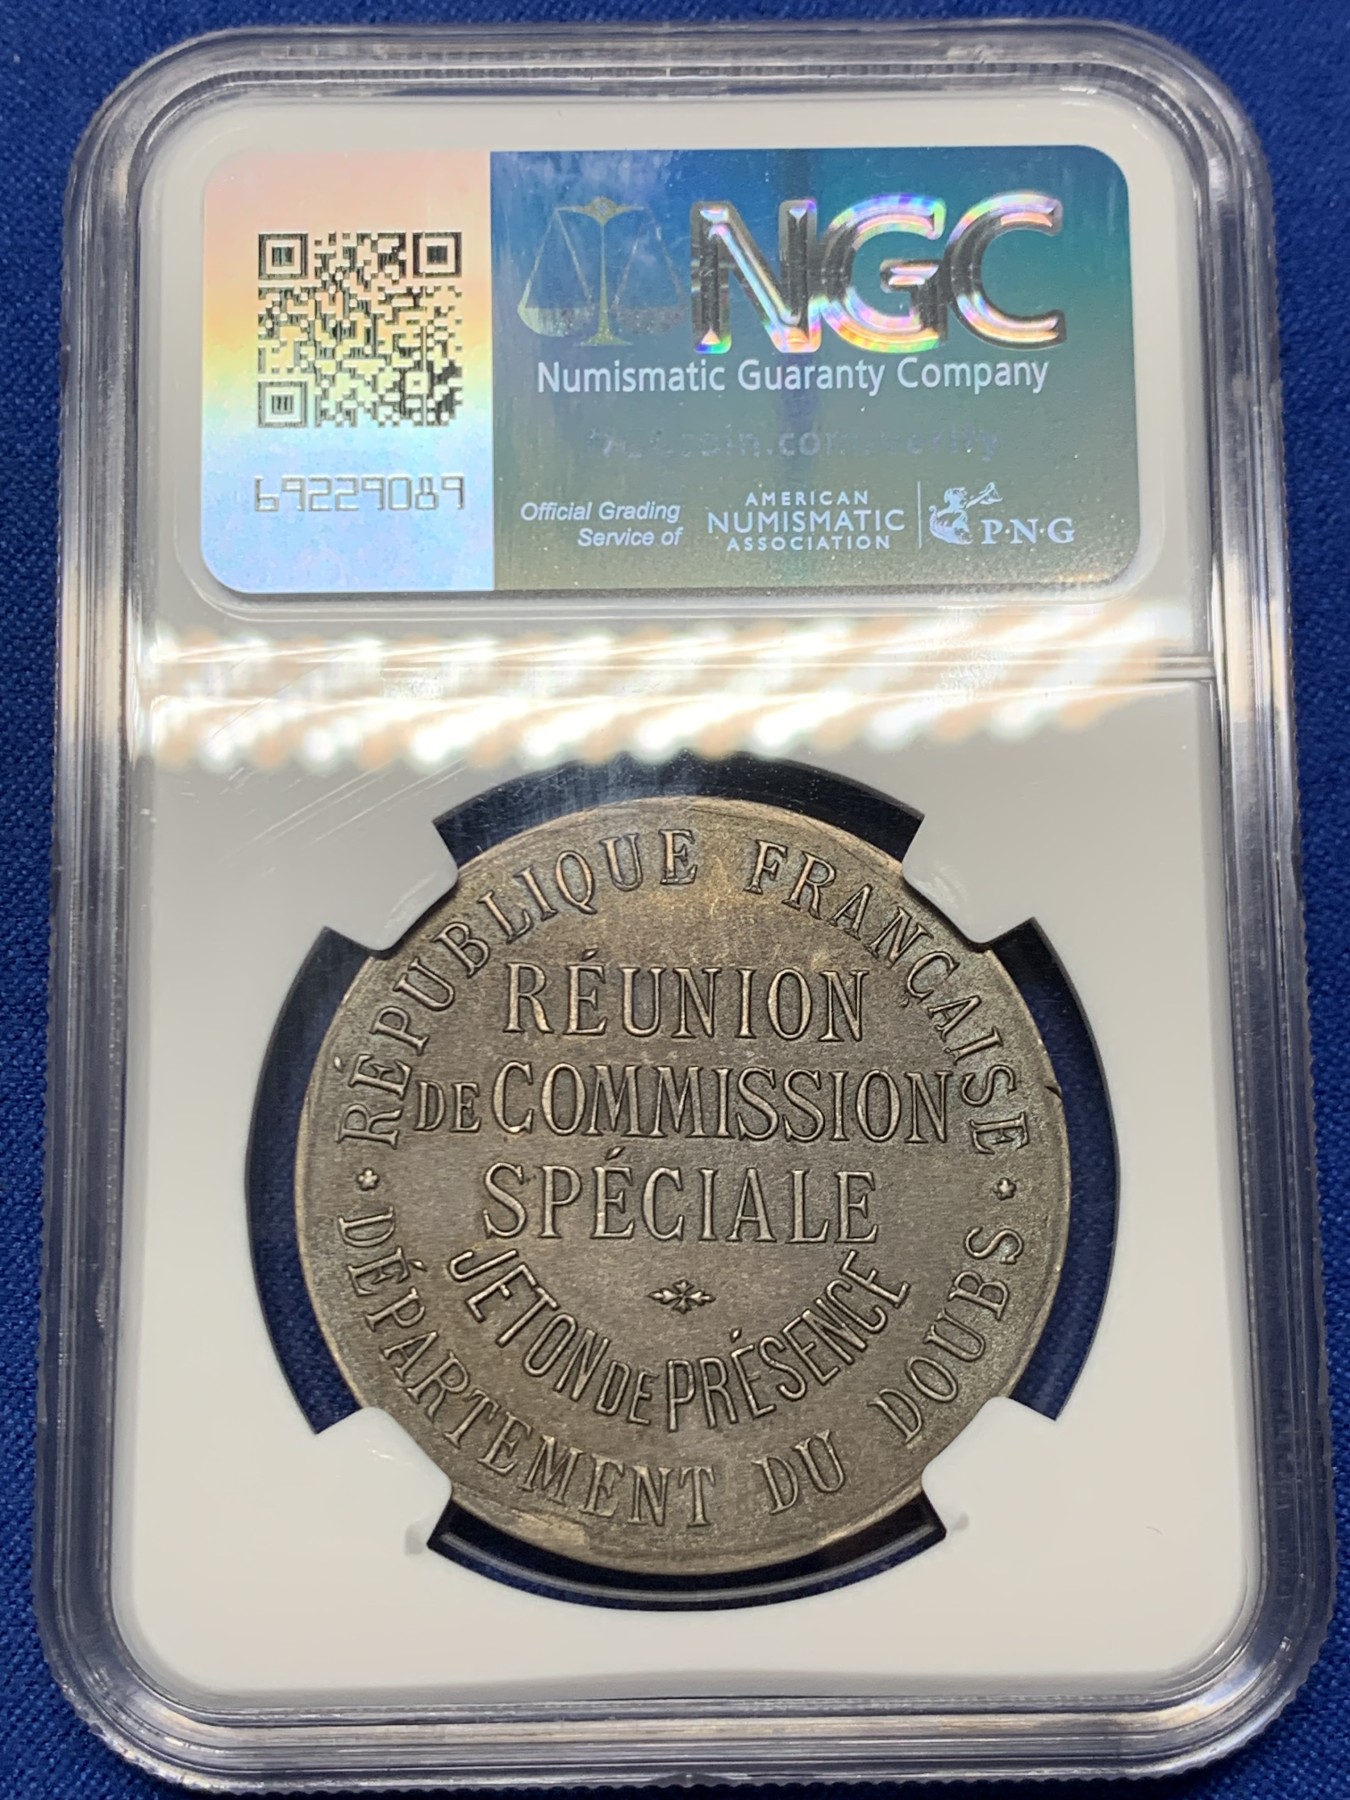 NGC
Numismatic Guaranty Company
69229089
Official Grading
Service of
AMERICAN
NUMISMATIC
ASSOCIATION
P·N·G
RÉPUBLIQUE FRANÇAISE
RÉUNION
DE COMMISSION
SPÉCIALE
JETON DE PRÉSENCE
DÉPARTEMENT DU DOUBS